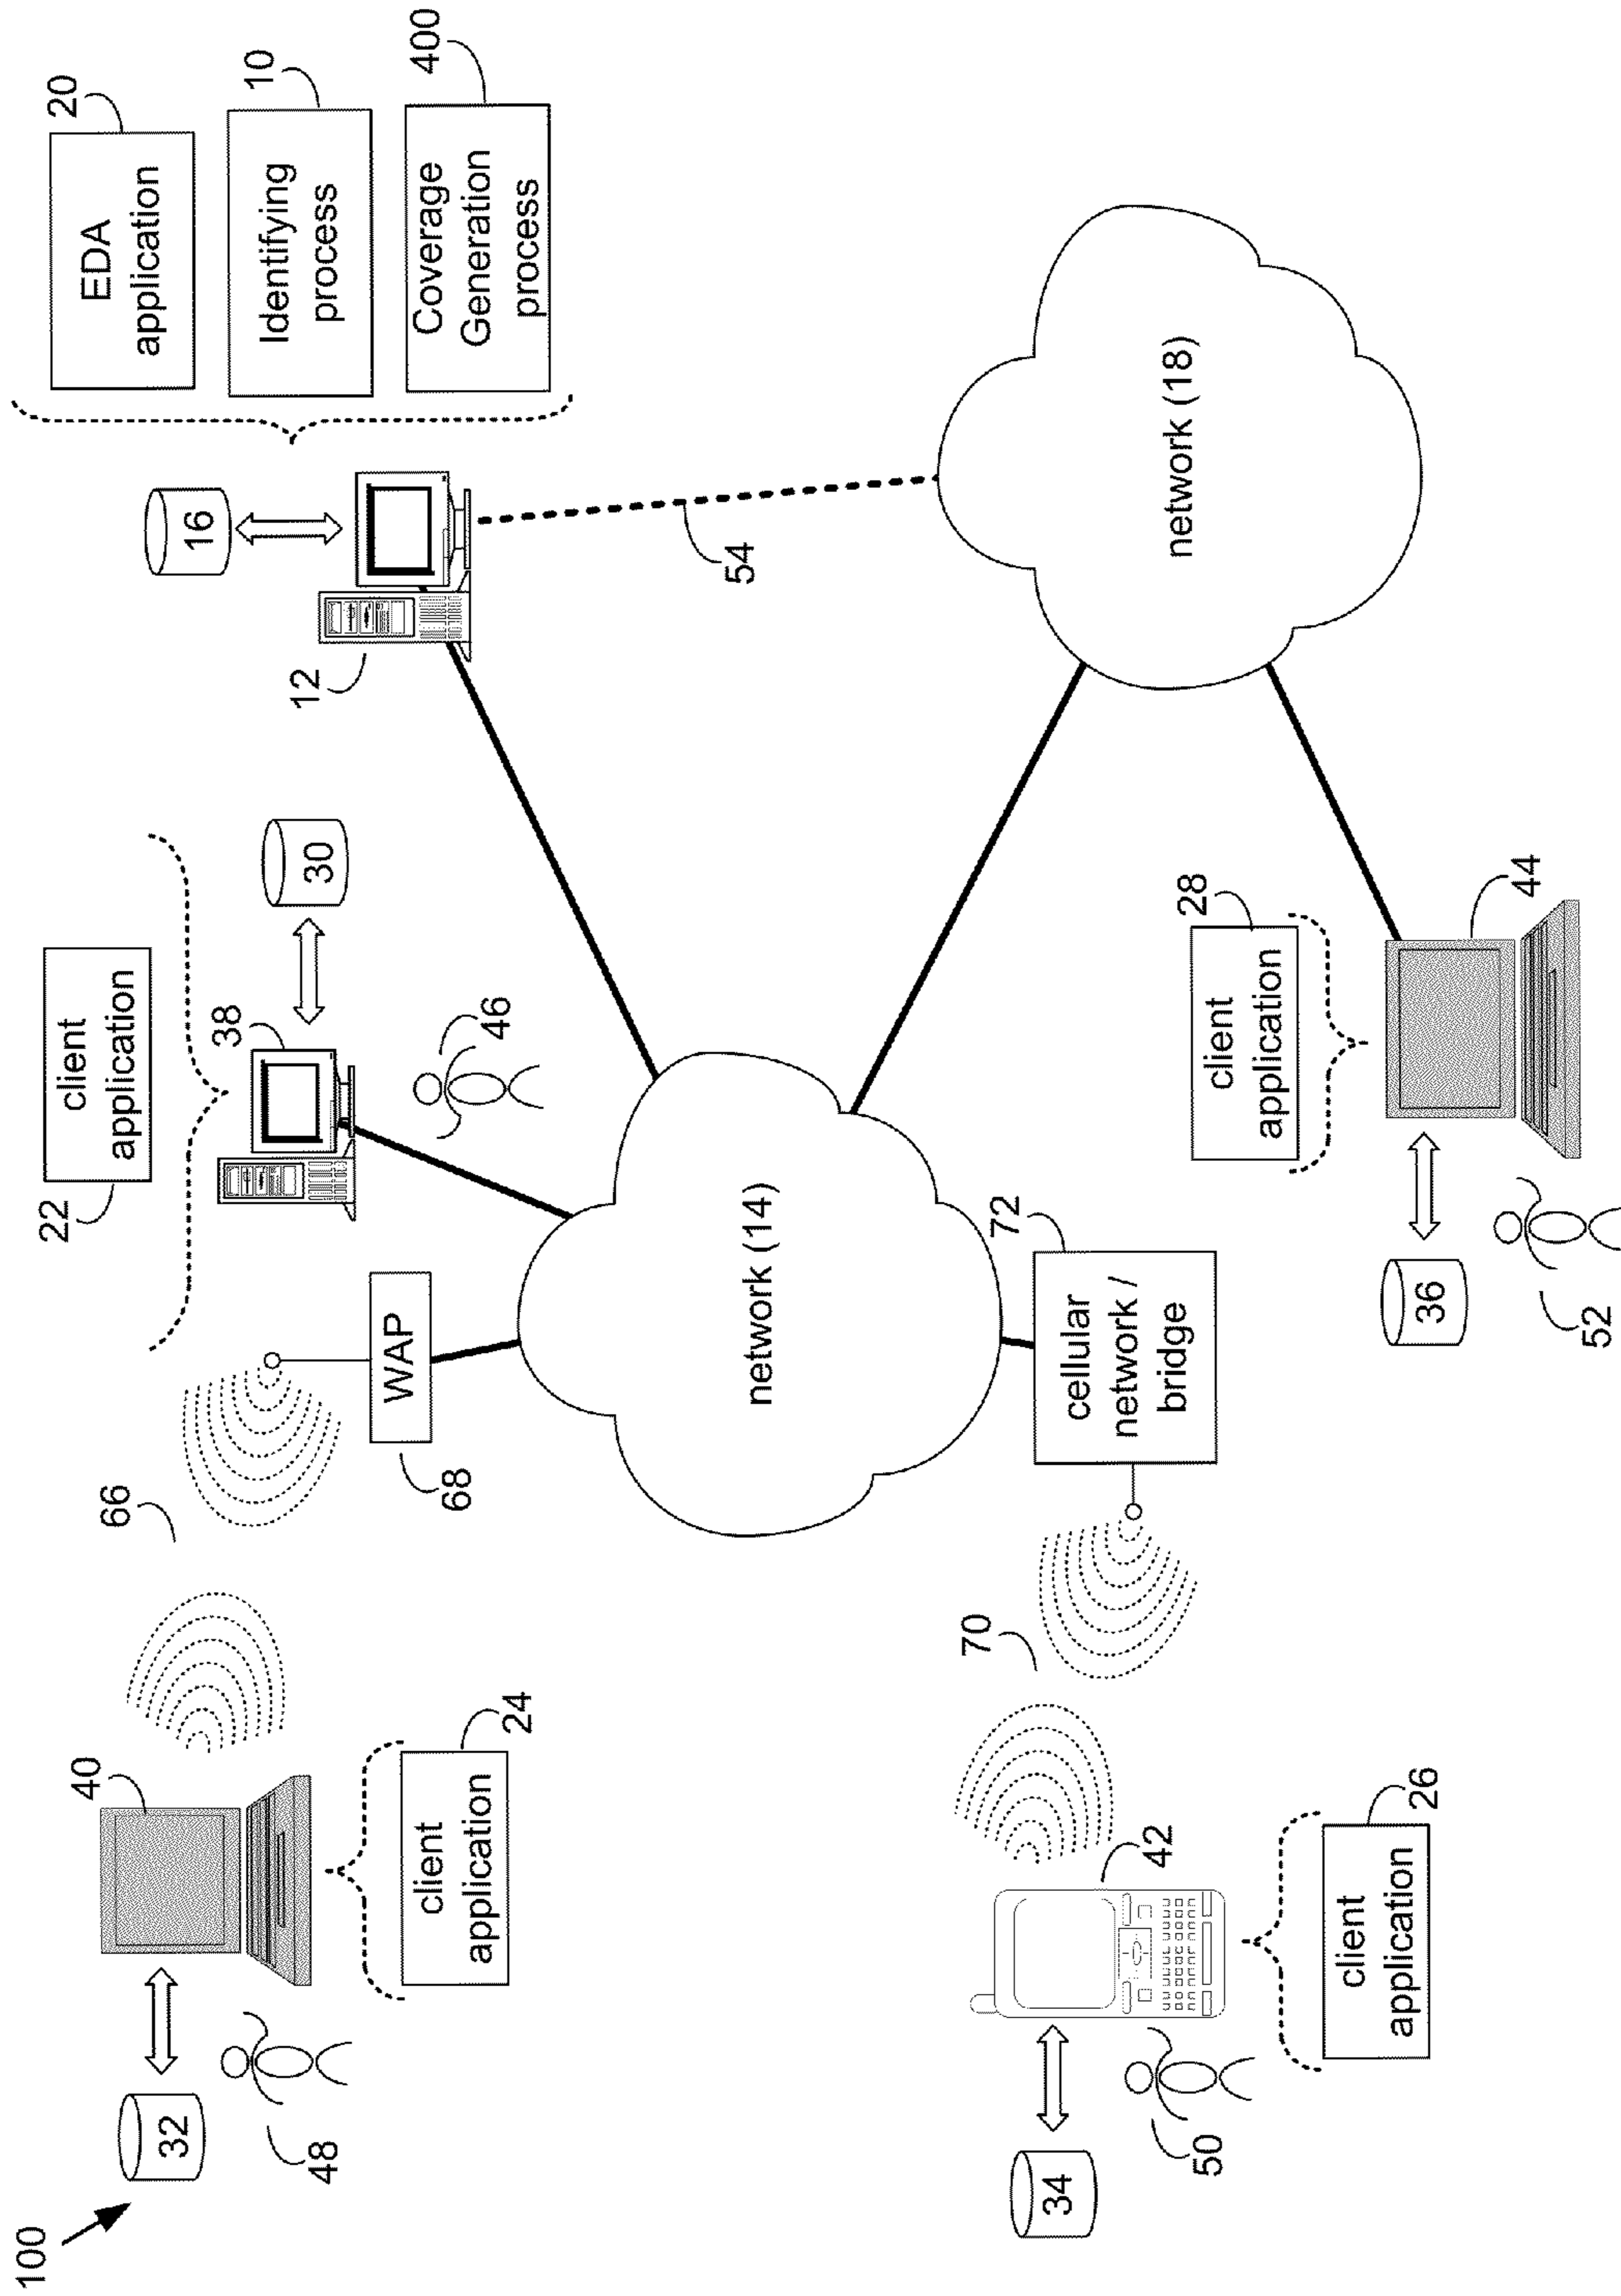 100
32
40
48
client
application
24
66
WAP
68
client
application
22
38
30
46
16
12
EDA
application
20
Identifying
process
10
Coverage
Generation
process
400
54
network (14)
network (18)
34
42
50
client
application
26
70
cellular
network /
bridge
72
client
application
28
36
44
52